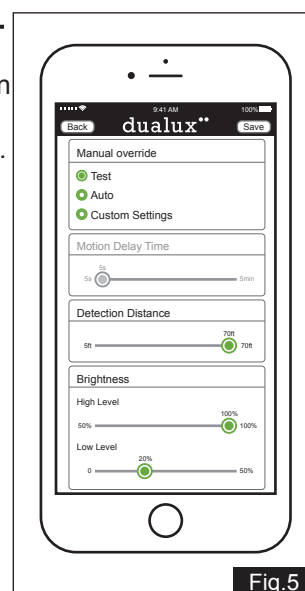 m
.
9:41 AM 100%
Back dualux Save
Manual override
Test
Auto
Custom Settings
Motion Delay Time
5s
5s 5min
Detection Distance
70ft
5ft 70ft
Brightness
High Level
100%
50% 100%
Low Level
20%
0 50%
Fig.5